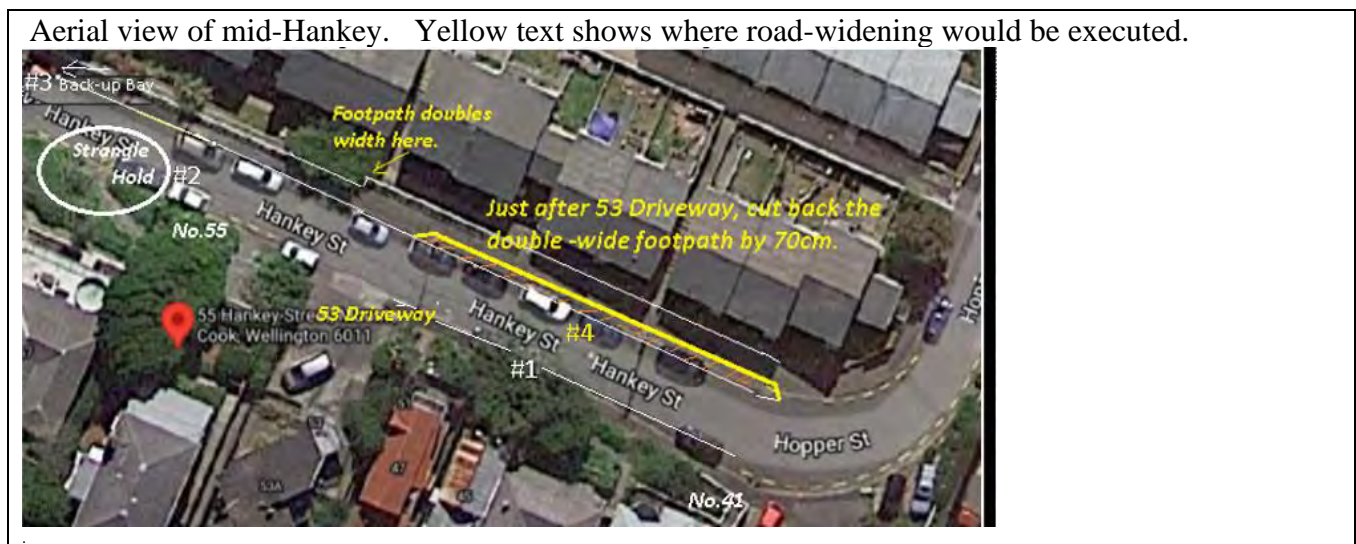 Aerial view of mid-Hankey. Yellow text shows where road-widening would be executed.
#3 Back-up Bay
Hankey St
Strangle
Hold
#2
Footpath doubles
width here.
No.55
Hankey St
Just after 53 Driveway, cut back the
double -wide footpath by 70cm.
55 Hankey Stre
53 Driveway
Cook, Wellington 6011
Hankey St
#4
#1
Hankey St
Hopper St
No.41
53A
47